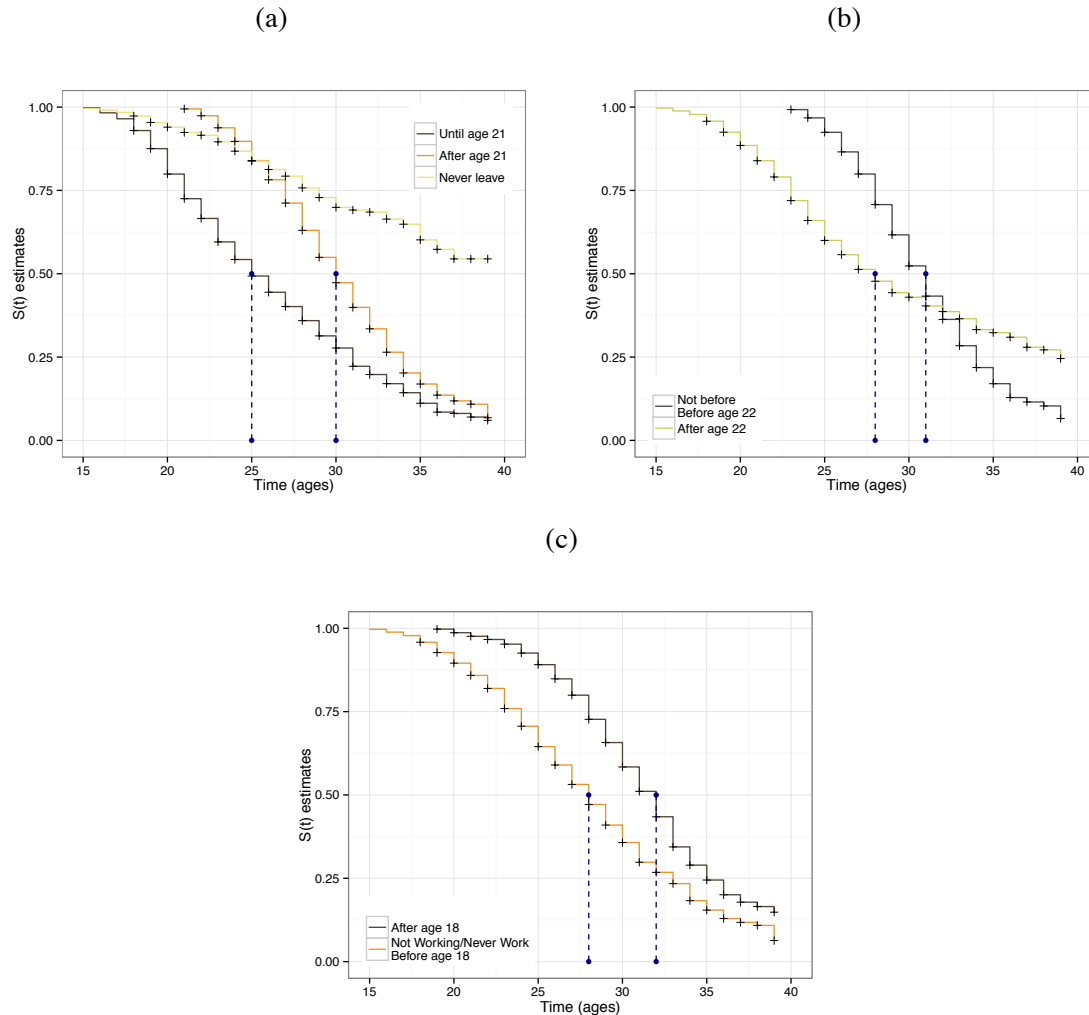 (a)
(b)
1.00
0.75
0.50
0.25
0.00
S(t) estimates
Until age 21
After age 21
Never leave
15 20 25 30 35 40
Time (ages)
1.00
0.75
0.50
0.25
0.00
S(t) estimates
Not before
Before age 22
After age 22
15 20 25 30 35 40
Time (ages)
(c)
1.00
0.75
0.50
0.25
0.00
S(t) estimates
After age 18
Not Working/Never Work
Before age 18
15 20 25 30 35 40
Time (ages)